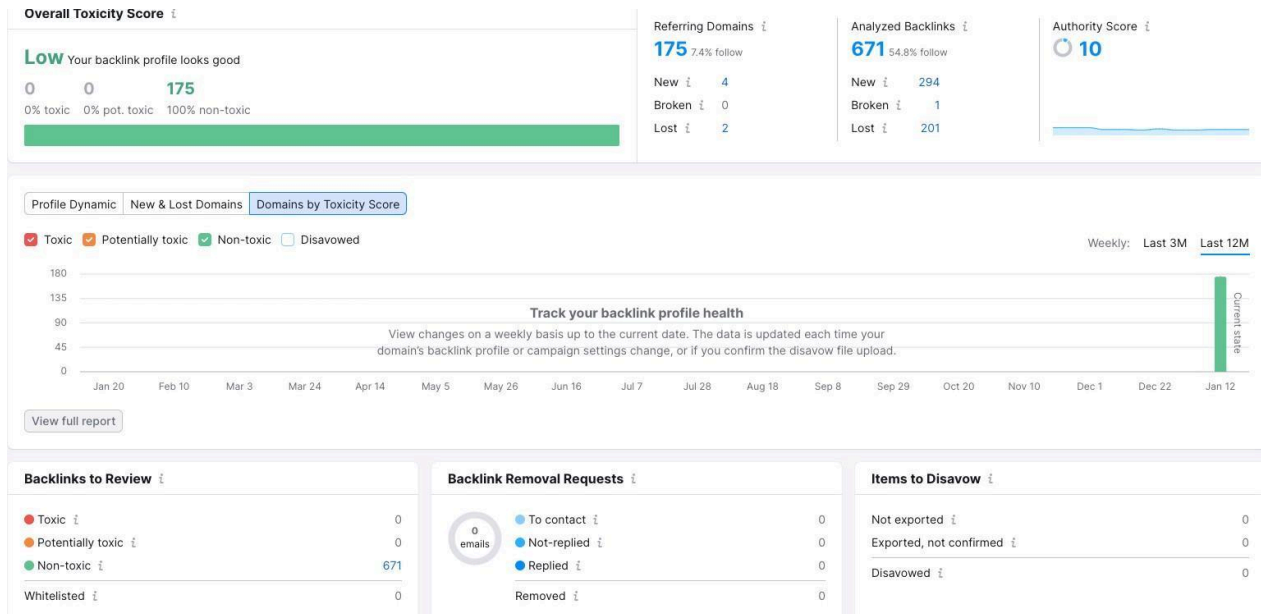 Overall Toxicity Score i
Low Your backlink profile looks good
0 0 175
0% toxic 0% pot. toxic 100% non-toxic
Referring Domains i
175 7.4% follow
New i 4
Broken i 0
Lost i 2
Analyzed Backlinks i
671 54.8% follow
New i 294
Broken i 1
Lost i 201
Authority Score i
10
Profile Dynamic New & Lost Domains Domains by Toxicity Score
Toxic Potentially toxic Non-toxic Disavowed
Weekly: Last 3M Last 12M
180
135
90
45
0
Track your backlink profile health
View changes on a weekly basis up to the current date. The data is updated each time your
domain's backlink profile or campaign settings change, or if you confirm the disavow file upload.
Current state
Jan 20 Feb 10 Mar 3 Mar 24 Apr 14 May 5 May 26 Jun 16 Jul 7 Jul 28 Aug 18 Sep 8 Sep 29 Oct 20 Nov 10 Dec 1 Dec 22 Jan 12
View full report
Backlinks to Review i
Toxic i 0
Potentially toxic i 0
Non-toxic i 671
Whitelisted i 0
Backlink Removal Requests i
0
emails
To contact i 0
Not-replied i 0
Replied i 0
Removed i 0
Items to Disavow i
Not exported i 0
Exported, not confirmed i 0
Disavowed i 0